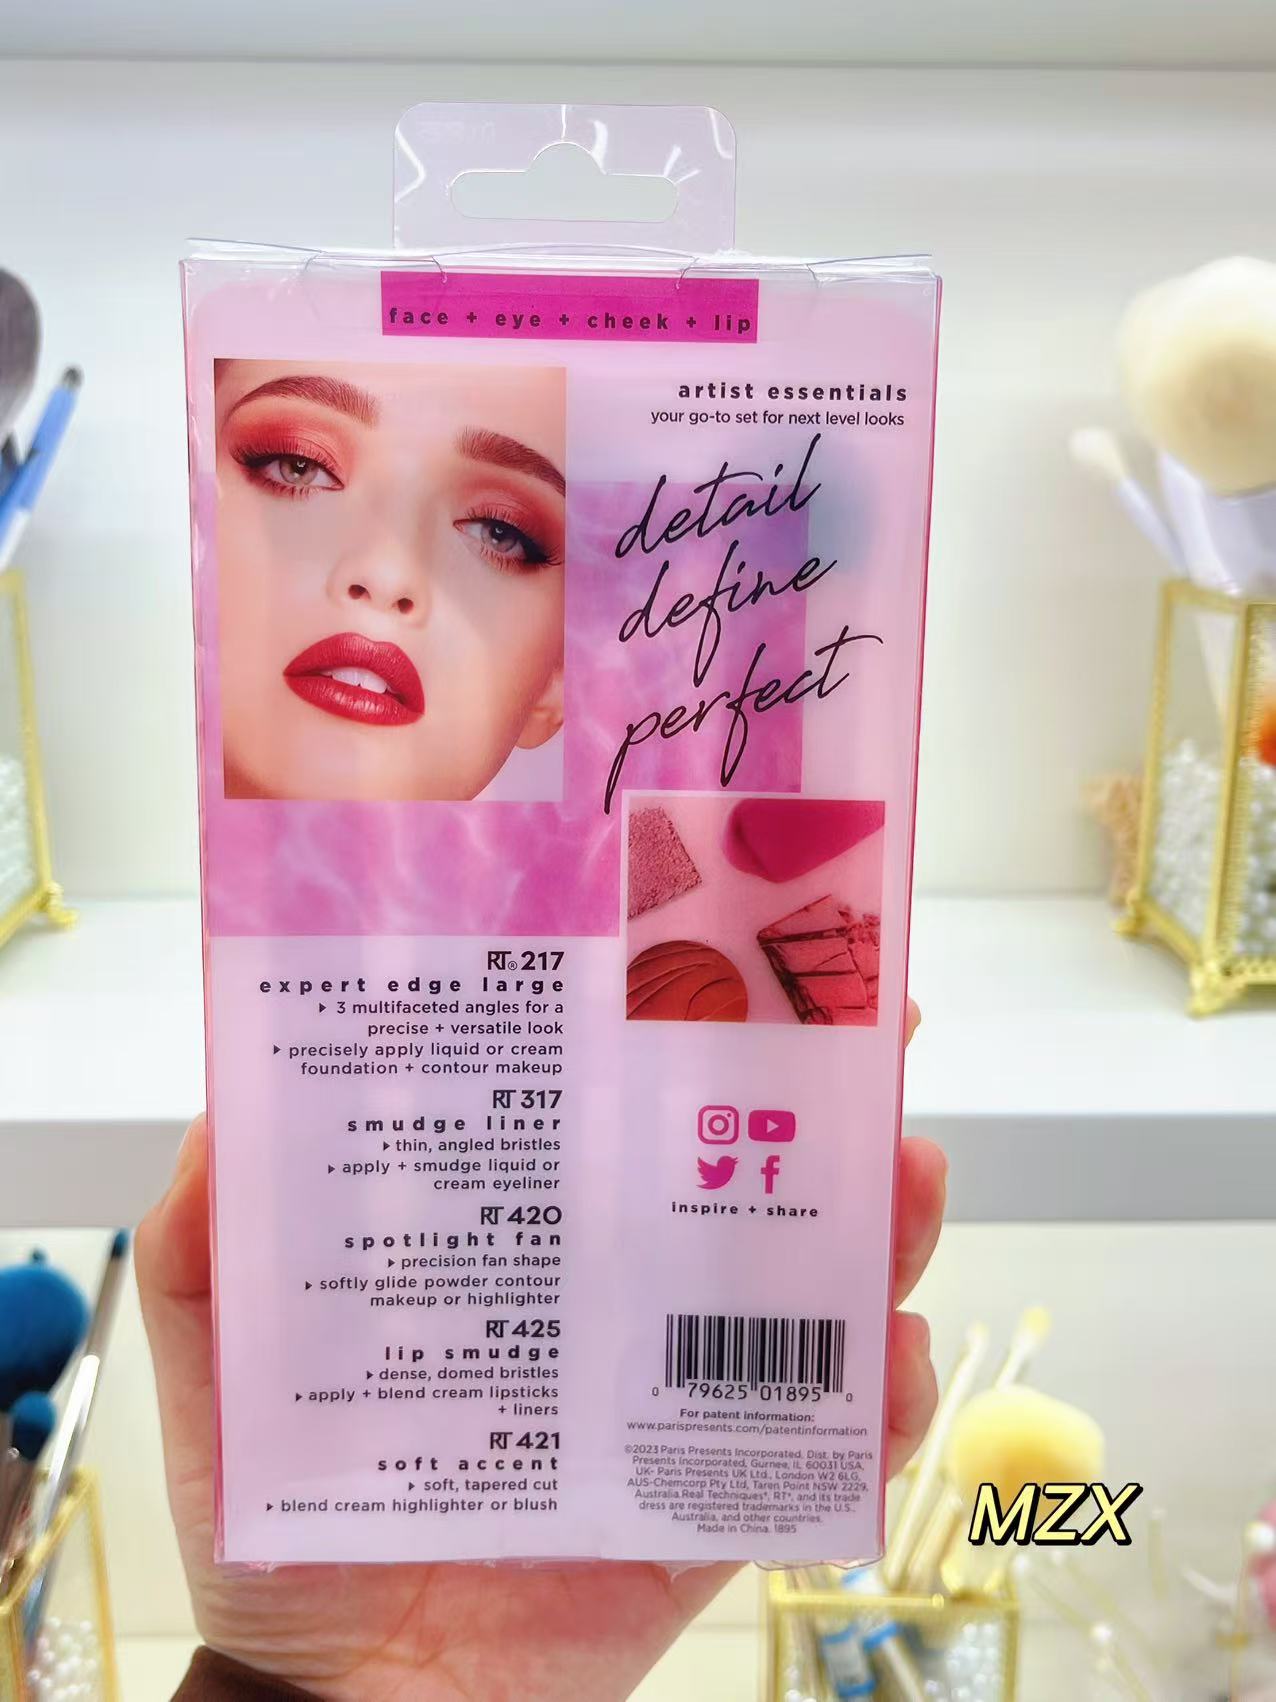 face + eye + cheek + lip
artist essentials
your go-to set for next level looks
detail
define
perfect
RT® 217
expert edge large
▸ 3 multifaceted angles for a
precise + versatile look
▸ precisely apply liquid or cream
foundation + contour makeup
RT 317
smudge liner
▸ thin, angled bristles
▸ apply + smudge liquid or
cream eyeliner
RT 420
spotlight fan
▸ precision fan shape
▸ softly glide powder contour
makeup or highlighter
RT 425
lip smudge
▸ dense, domed bristles
▸ apply + blend cream lipsticks
+ liners
RT 421
soft accent
▸ soft, tapered cut
▸ blend cream highlighter or blush
inspire + share
0 79625 01895 0
For patent information:
www.parispresents.com/patentinformation
©2023 Paris Presents Incorporated. Dist. by Paris
Presents Incorporated, Gurnee, IL 60031 USA,
UK- Paris Presents UK Ltd., London W2 6LG,
AUS-Chemcorp Pty Ltd, Taren Point NSW 2229,
Australia.Real Techniques®, RT®, and its trade
dress are registered trademarks in the U.S.,
Australia, and other countries.
Made in China. 1895
MZX